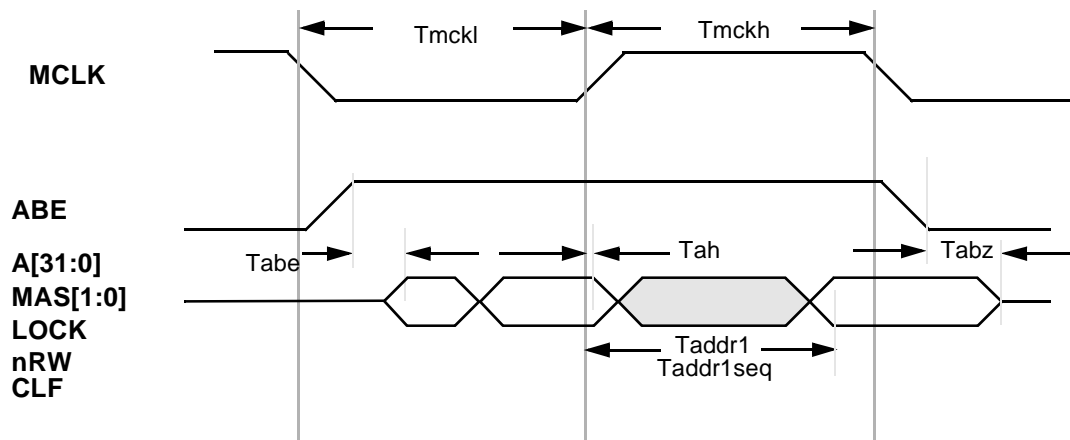 Tmckl
Tmckh
MCLK
ABE
Tabe
Tah
Tabz
A[31:0]
MAS[1:0]
LOCK
nRW
CLF
Taddr1
Taddr1seq